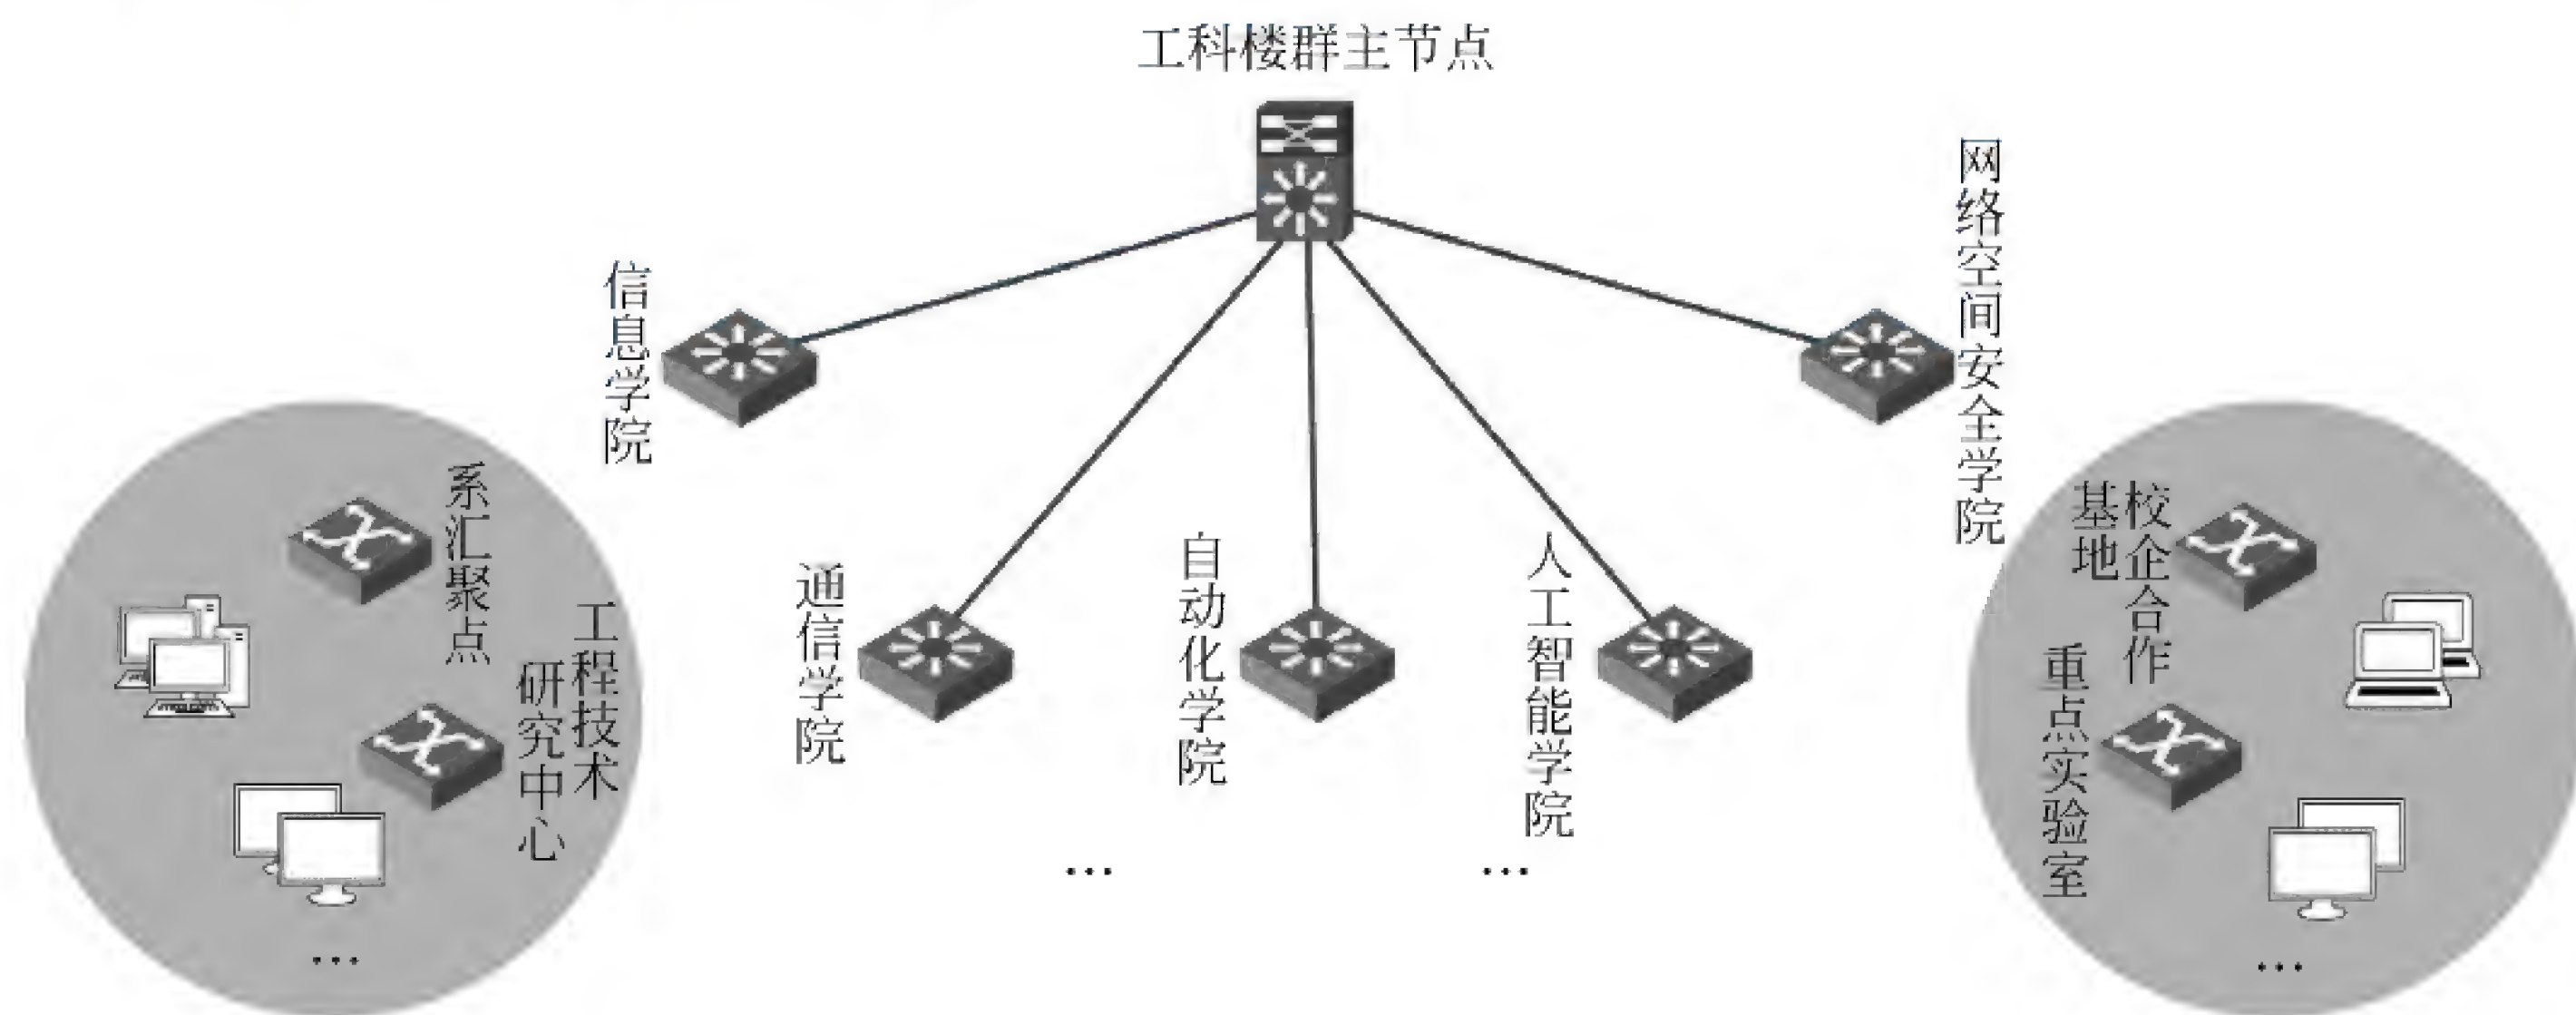 工科楼群主节点
信息学院
网络空间安全学院
系汇聚点
工程技术
研究中心
通信学院
自动化学院
人工智能学院
校企合作
基地
重点实验室
...
...
...
...